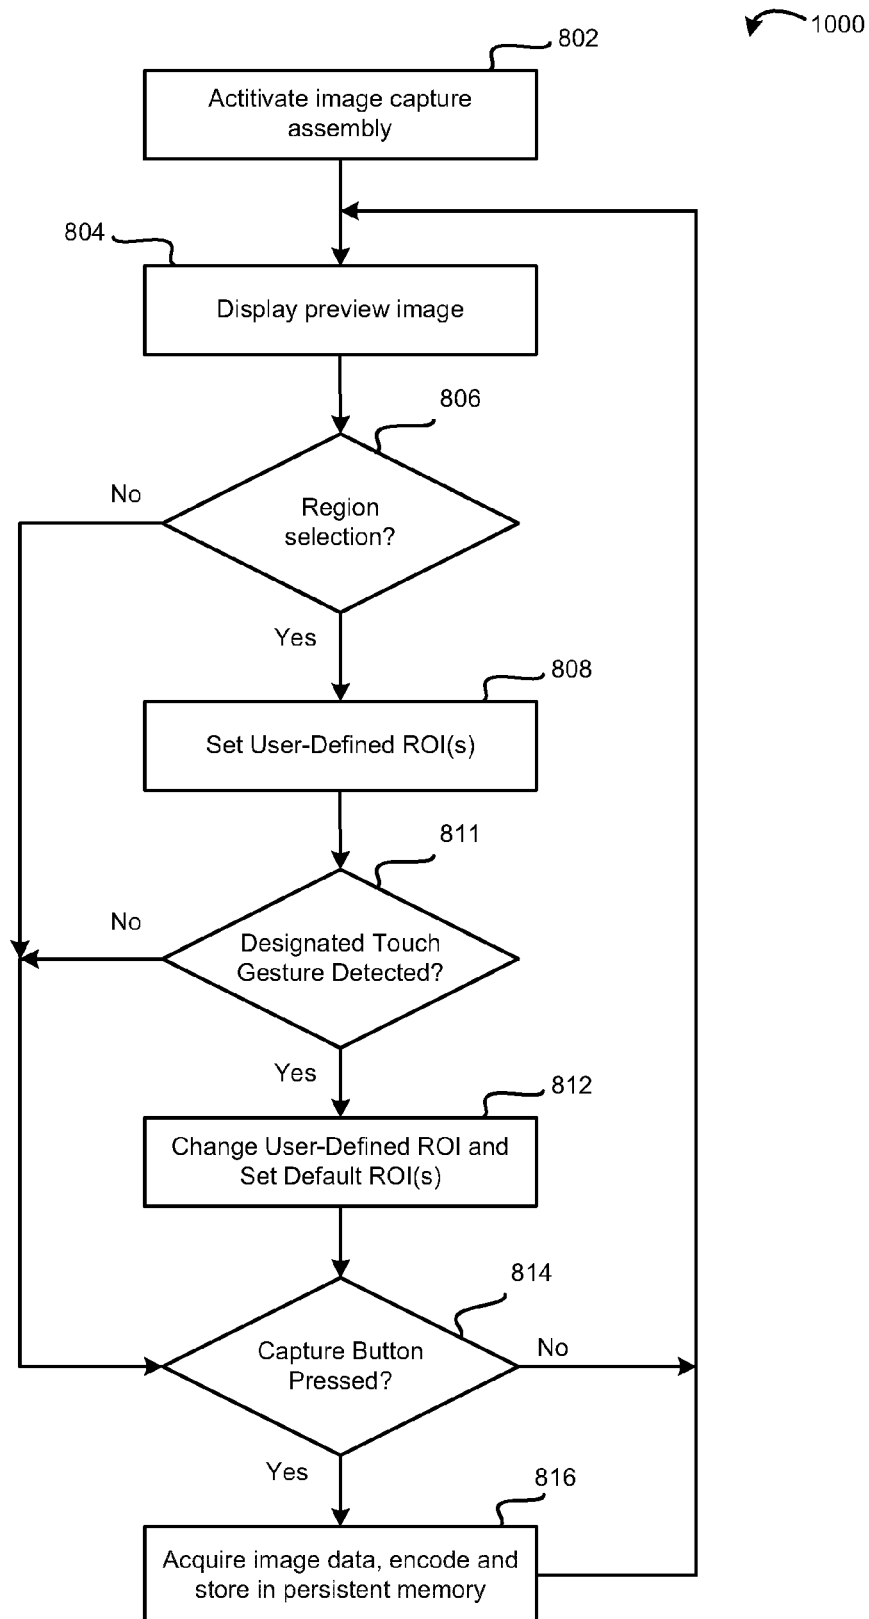 1000
802
Actitivate image capture
assembly
804
Display preview image
806
Region
selection?
No
Yes
808
Set User-Defined ROI(s)
811
Designated Touch
Gesture Detected?
No
Yes
812
Change User-Defined ROI and
Set Default ROI(s)
814
Capture Button
Pressed?
No
Yes
816
Acquire image data, encode and
store in persistent memory